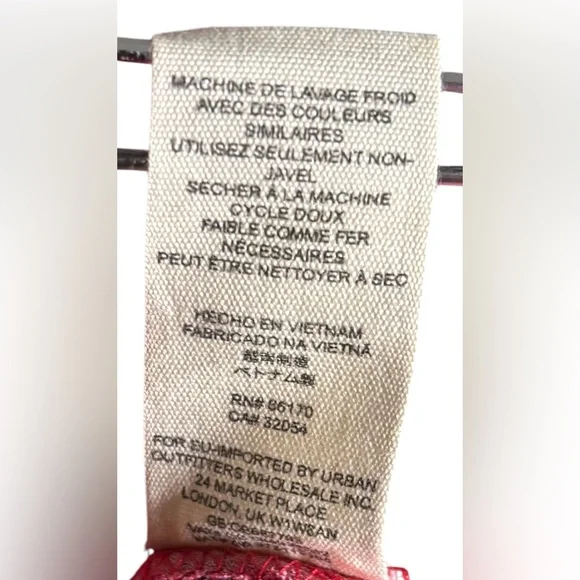 MACHINE DE LAVAGE FROID
AVEC DES COULEURS
SIMILAIRES
UTILISEZ SEULEMENT NON-
JAVEL
SECHER À LA MACHINE
CYCLE DOUX
FAIBLE COMME FER
NÉCESSAIRES
PEUT ÊTRE NETTOYER À SEC
HECHO EN VIETNAM
FABRICADO NA VIETNÃ
越南制造
ベトナム製
RN# 66170
CA# 32054
FOR EU-IMPORTED BY URBAN
OUTFITTERS WHOLESALE INC.
24 MARKET PLACE
LONDON, UK W1W8AN